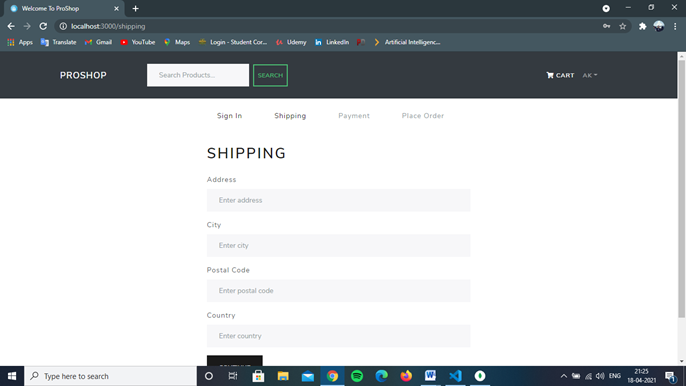 Welcome To ProShop
localhost:3000/shipping
Apps Translate Gmail YouTube Maps Login - Student Cor... Udemy LinkedIn Artificial Intelligenc...
PROSHOP Search Products... SEARCH CART AK
Sign In Shipping Payment Place Order
SHIPPING
Address
Enter address
City
Enter city
Postal Code
Enter postal code
Country
Enter country
Type here to search
ENG
21:25
18-04-2021